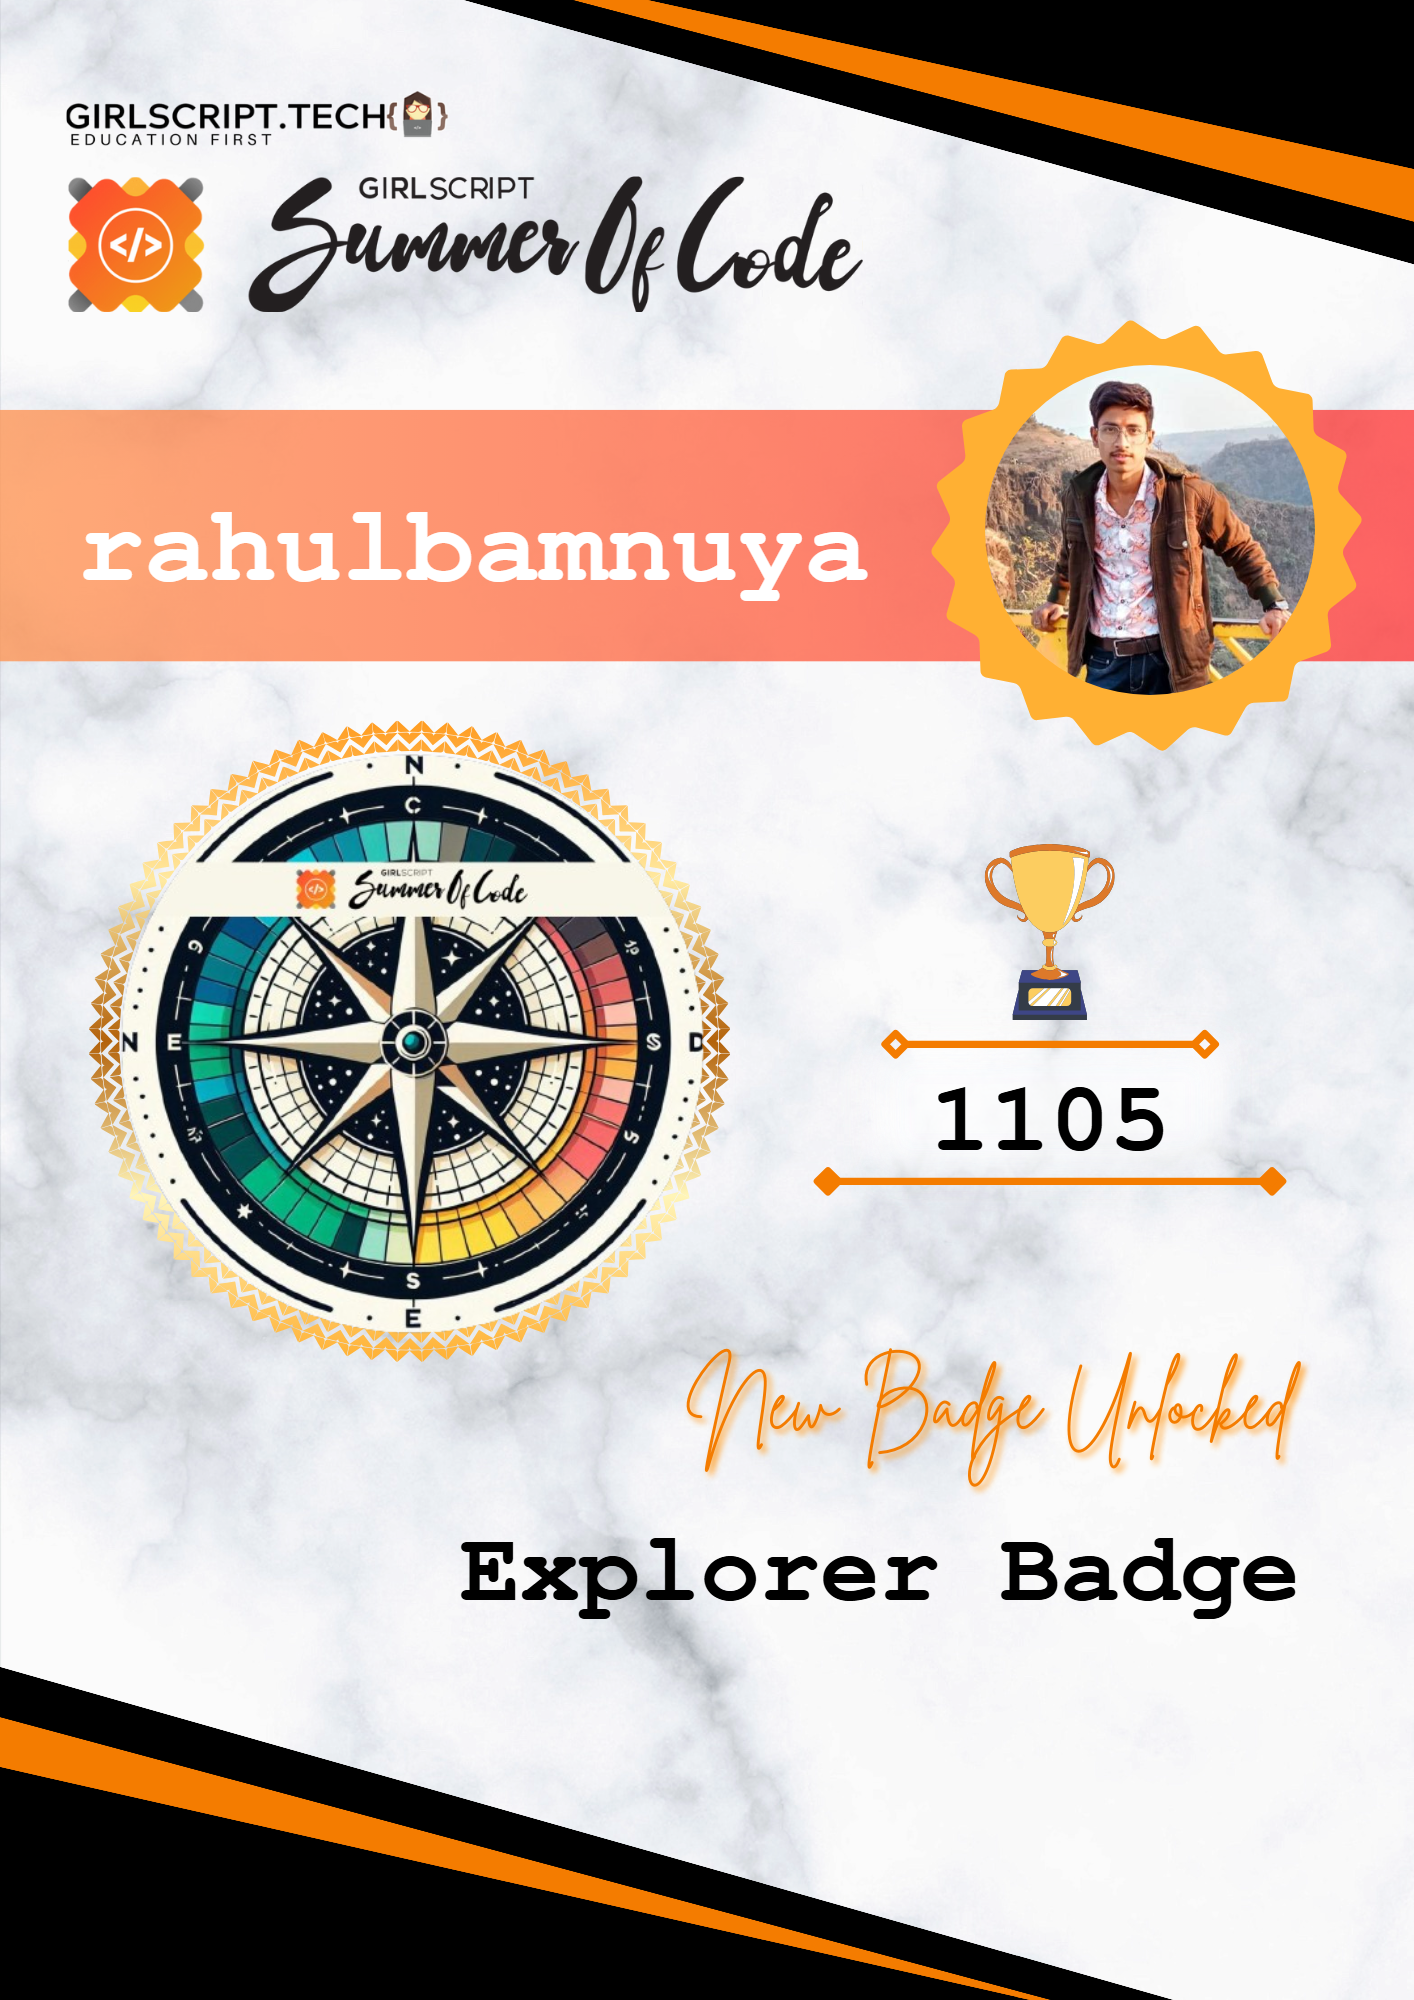 GIRLSCRIPT.TECH{ }
EDUCATION FIRST
GIRLSCRIPT
Summer Of Code
</>
rahulbamnuya
N
C
GIRLSCRIPT
</> Summer Of Code
N E S D
5
S
E
1105
New Badge Unlocked
Explorer Badge